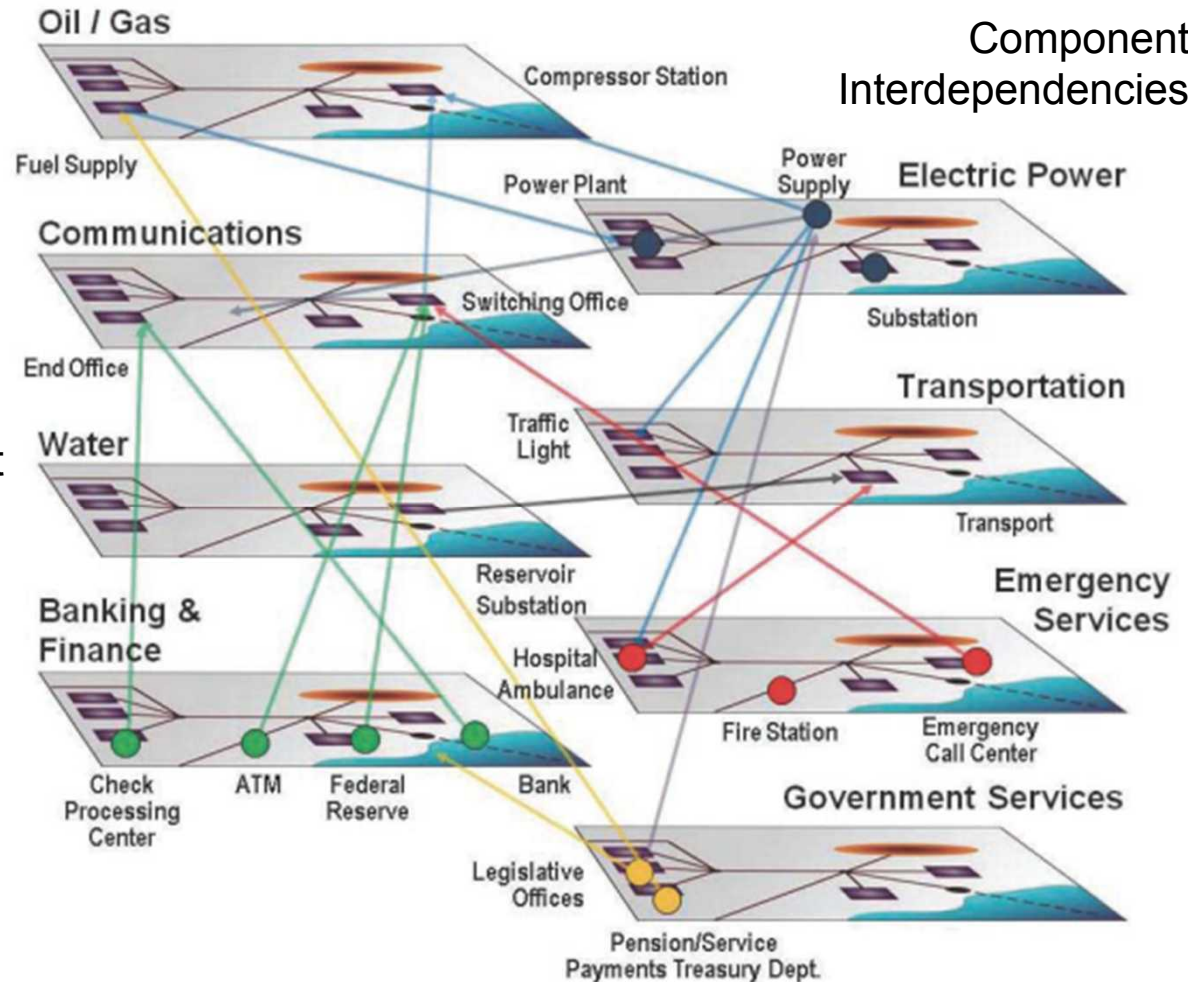 Component
Interdependencies
Oil / Gas
Compressor Station
Fuel Supply
Power
Supply
Power Plant
Electric Power
Substation
Communications
Switching Office
End Office
Transportation
Traffic
Light
Transport
Water
Reservoir
Substation
Emergency
Services
Hospital
Ambulance
Fire Station
Emergency
Call Center
Banking &
Finance
Check
Processing
Center
ATM
Federal
Reserve
Bank
Government Services
Legislative
Offices
Pension/Service
Payments Treasury Dept.